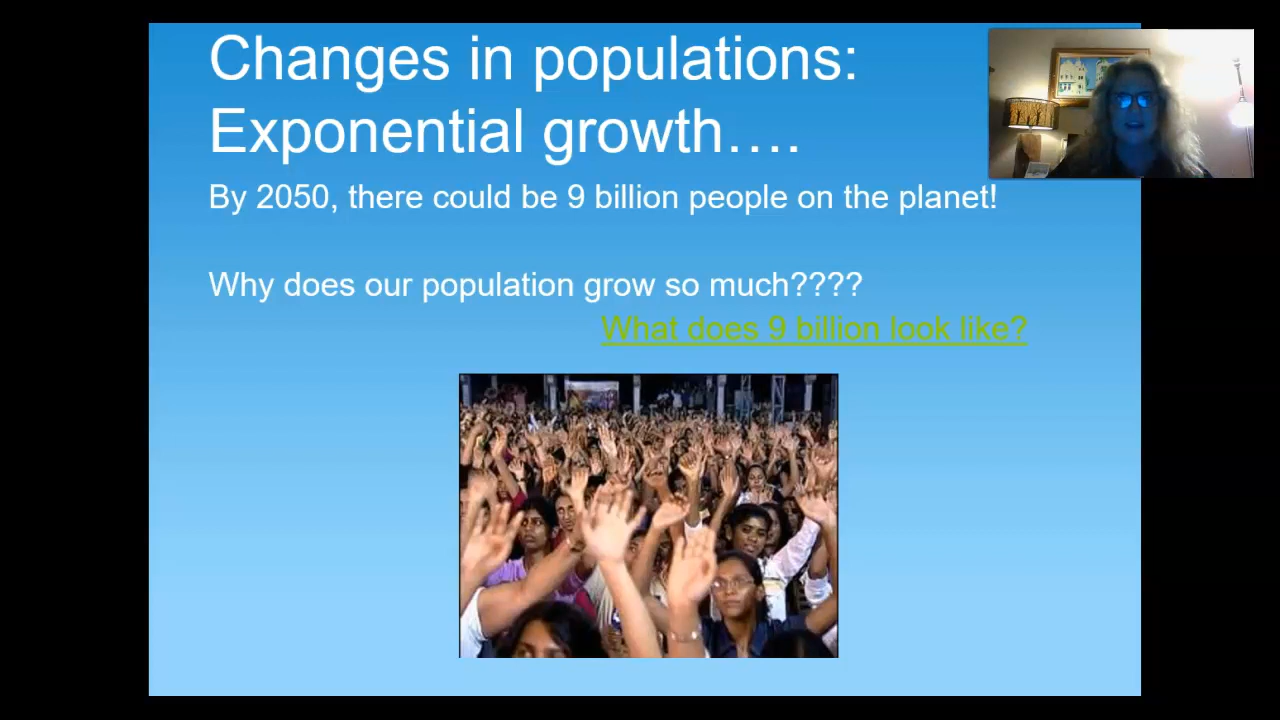 Changes in populations:
Exponential growth….
By 2050, there could be 9 billion people on the planet!
Why does our population grow so much????
What does 9 billion look like?